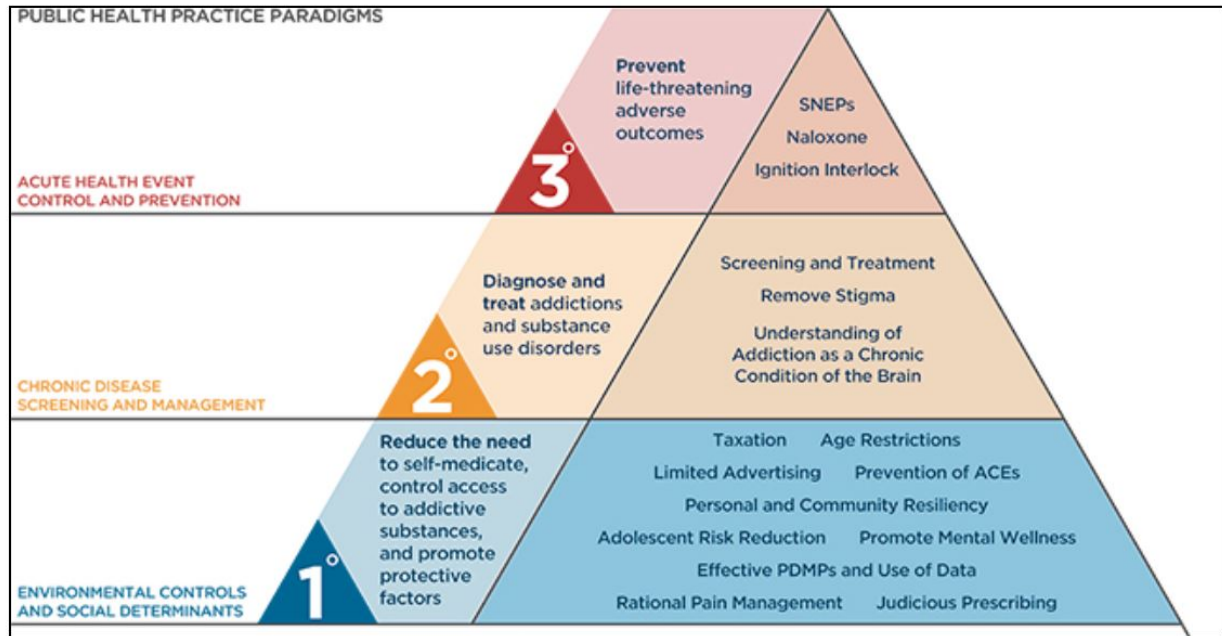 PUBLIC HEALTH PRACTICE PARADIGMS
ACUTE HEALTH EVENT
CONTROL AND PREVENTION
3°
Prevent
life-threatening
adverse
outcomes
SNEPs
Naloxone
Ignition Interlock
CHRONIC DISEASE
SCREENING AND MANAGEMENT
2°
Diagnose and
treat addictions
and substance
use disorders
Screening and Treatment
Remove Stigma
Understanding of
Addiction as a Chronic
Condition of the Brain
ENVIRONMENTAL CONTROLS
AND SOCIAL DETERMINANTS
1°
Reduce the need
to self-medicate,
control access
to addictive
substances,
and promote
protective
factors
Taxation Age Restrictions
Limited Advertising Prevention of ACEs
Personal and Community Resiliency
Adolescent Risk Reduction Promote Mental Wellness
Effective PDMPs and Use of Data
Rational Pain Management Judicious Prescribing